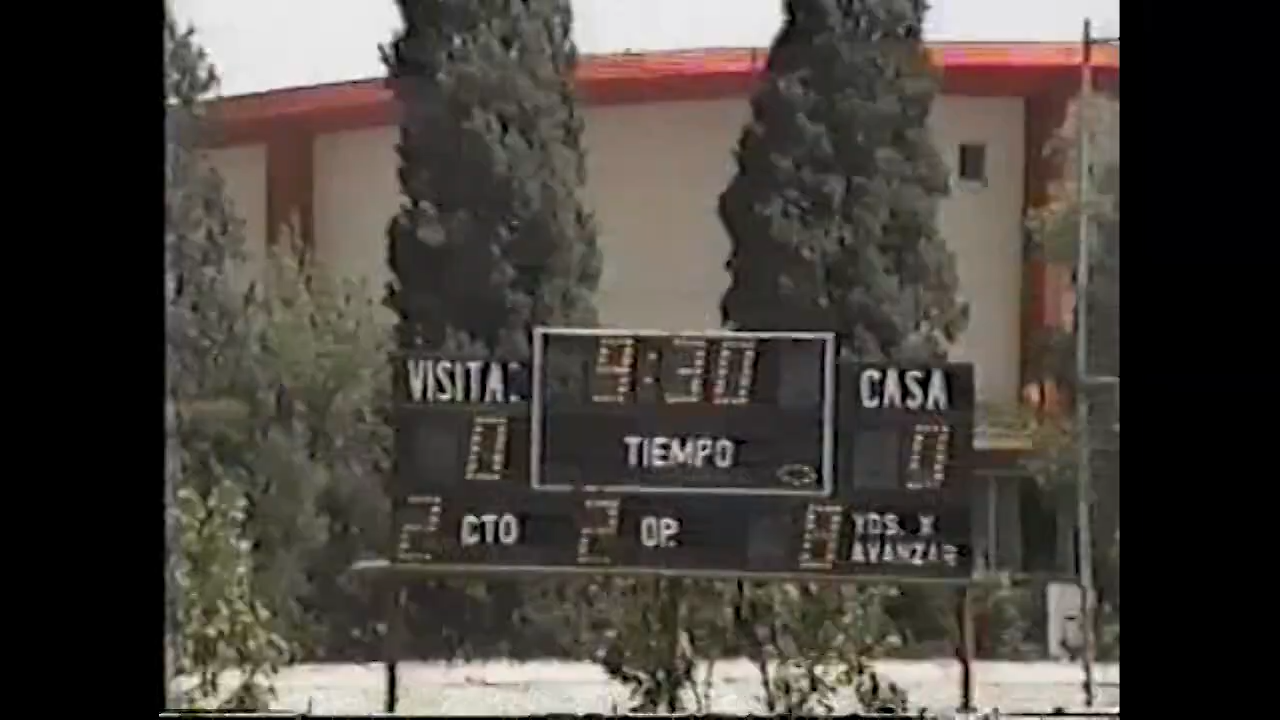 9:30
VISITA. CASA
0 TIEMPO 0
2 CTO 2 OP. 8 YDS. X
AVANZAR